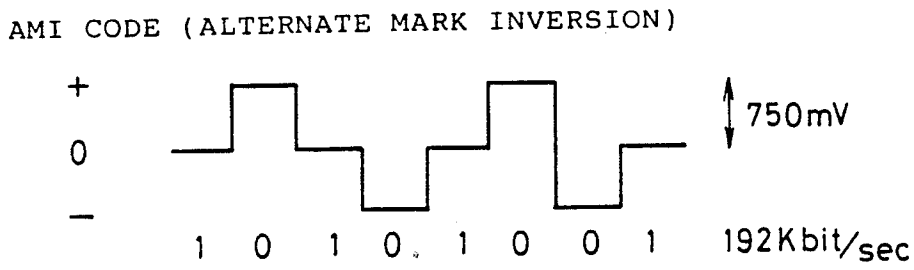 AMI CODE (ALTERNATE MARK INVERSION)
+
750mV
0
−
1 0 1 0 1 0 0 1 192Kbit/sec